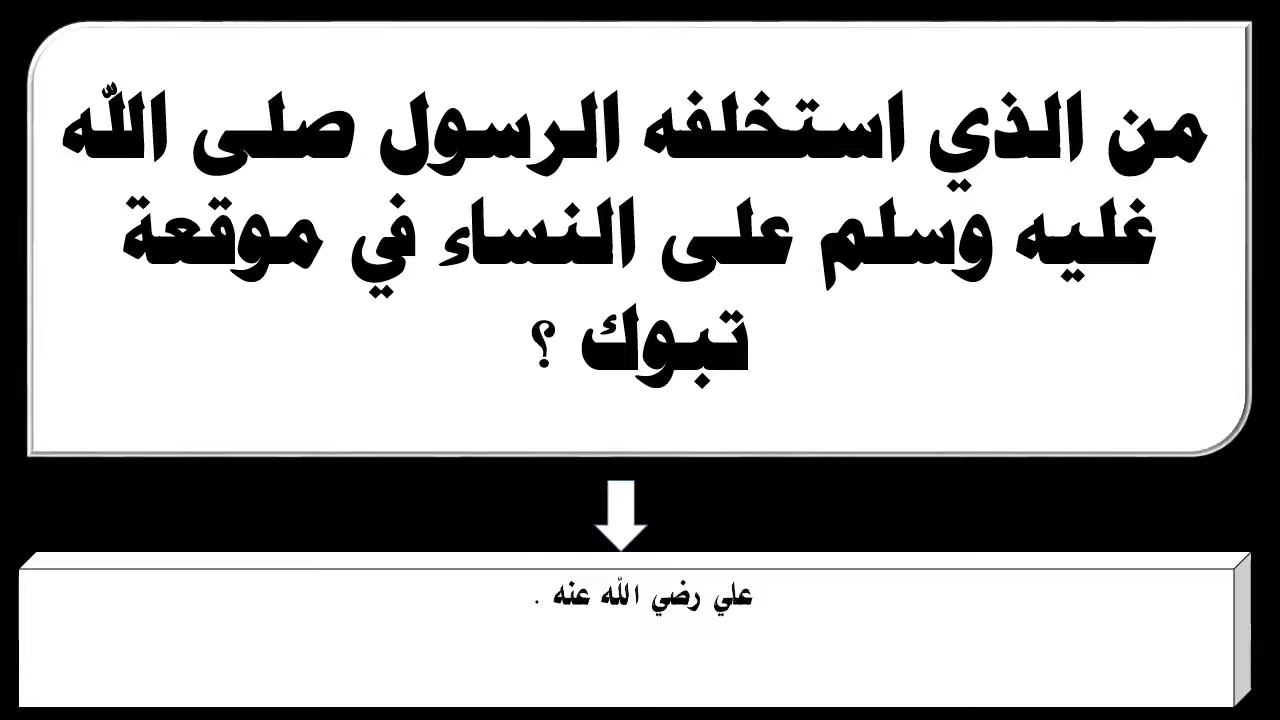 من الذي استخلفه الرسول صلى الله
غليه وسلم على النساء في موقعة
تبوك ؟
علي رضي الله عنه .